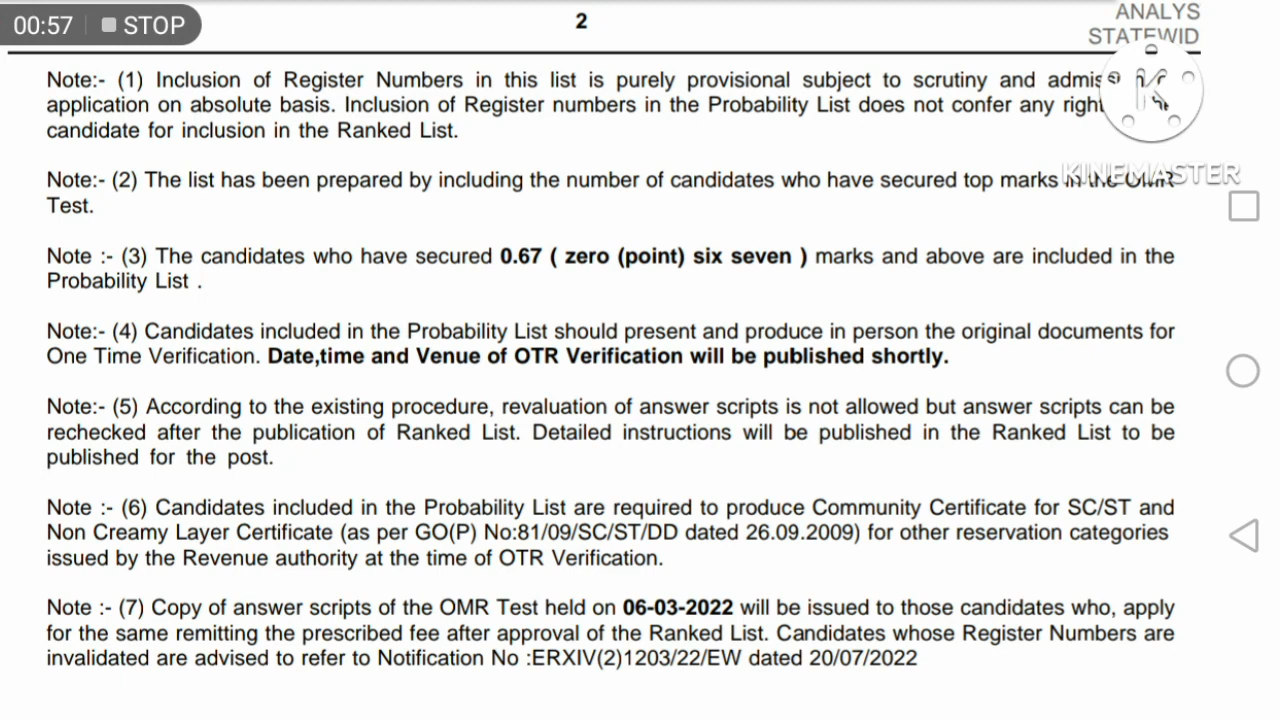 00:57 STOP
2
ANALYS
STATEWID
Note:- (1) Inclusion of Register Numbers in this list is purely provisional subject to scrutiny and admis
application on absolute basis. Inclusion of Register numbers in the Probability List does not confer any right
candidate for inclusion in the Ranked List.
K
KINEMASTER
Note:- (2) The list has been prepared by including the number of candidates who have secured top marks in the OMR
Test.
Note :- (3) The candidates who have secured 0.67 ( zero (point) six seven ) marks and above are included in the
Probability List .
Note:- (4) Candidates included in the Probability List should present and produce in person the original documents for
One Time Verification. Date,time and Venue of OTR Verification will be published shortly.
Note:- (5) According to the existing procedure, revaluation of answer scripts is not allowed but answer scripts can be
rechecked after the publication of Ranked List. Detailed instructions will be published in the Ranked List to be
published for the post.
Note :- (6) Candidates included in the Probability List are required to produce Community Certificate for SC/ST and
Non Creamy Layer Certificate (as per GO(P) No:81/09/SC/ST/DD dated 26.09.2009) for other reservation categories
issued by the Revenue authority at the time of OTR Verification.
Note :- (7) Copy of answer scripts of the OMR Test held on 06-03-2022 will be issued to those candidates who, apply
for the same remitting the prescribed fee after approval of the Ranked List. Candidates whose Register Numbers are
invalidated are advised to refer to Notification No :ERXIV(2)1203/22/EW dated 20/07/2022